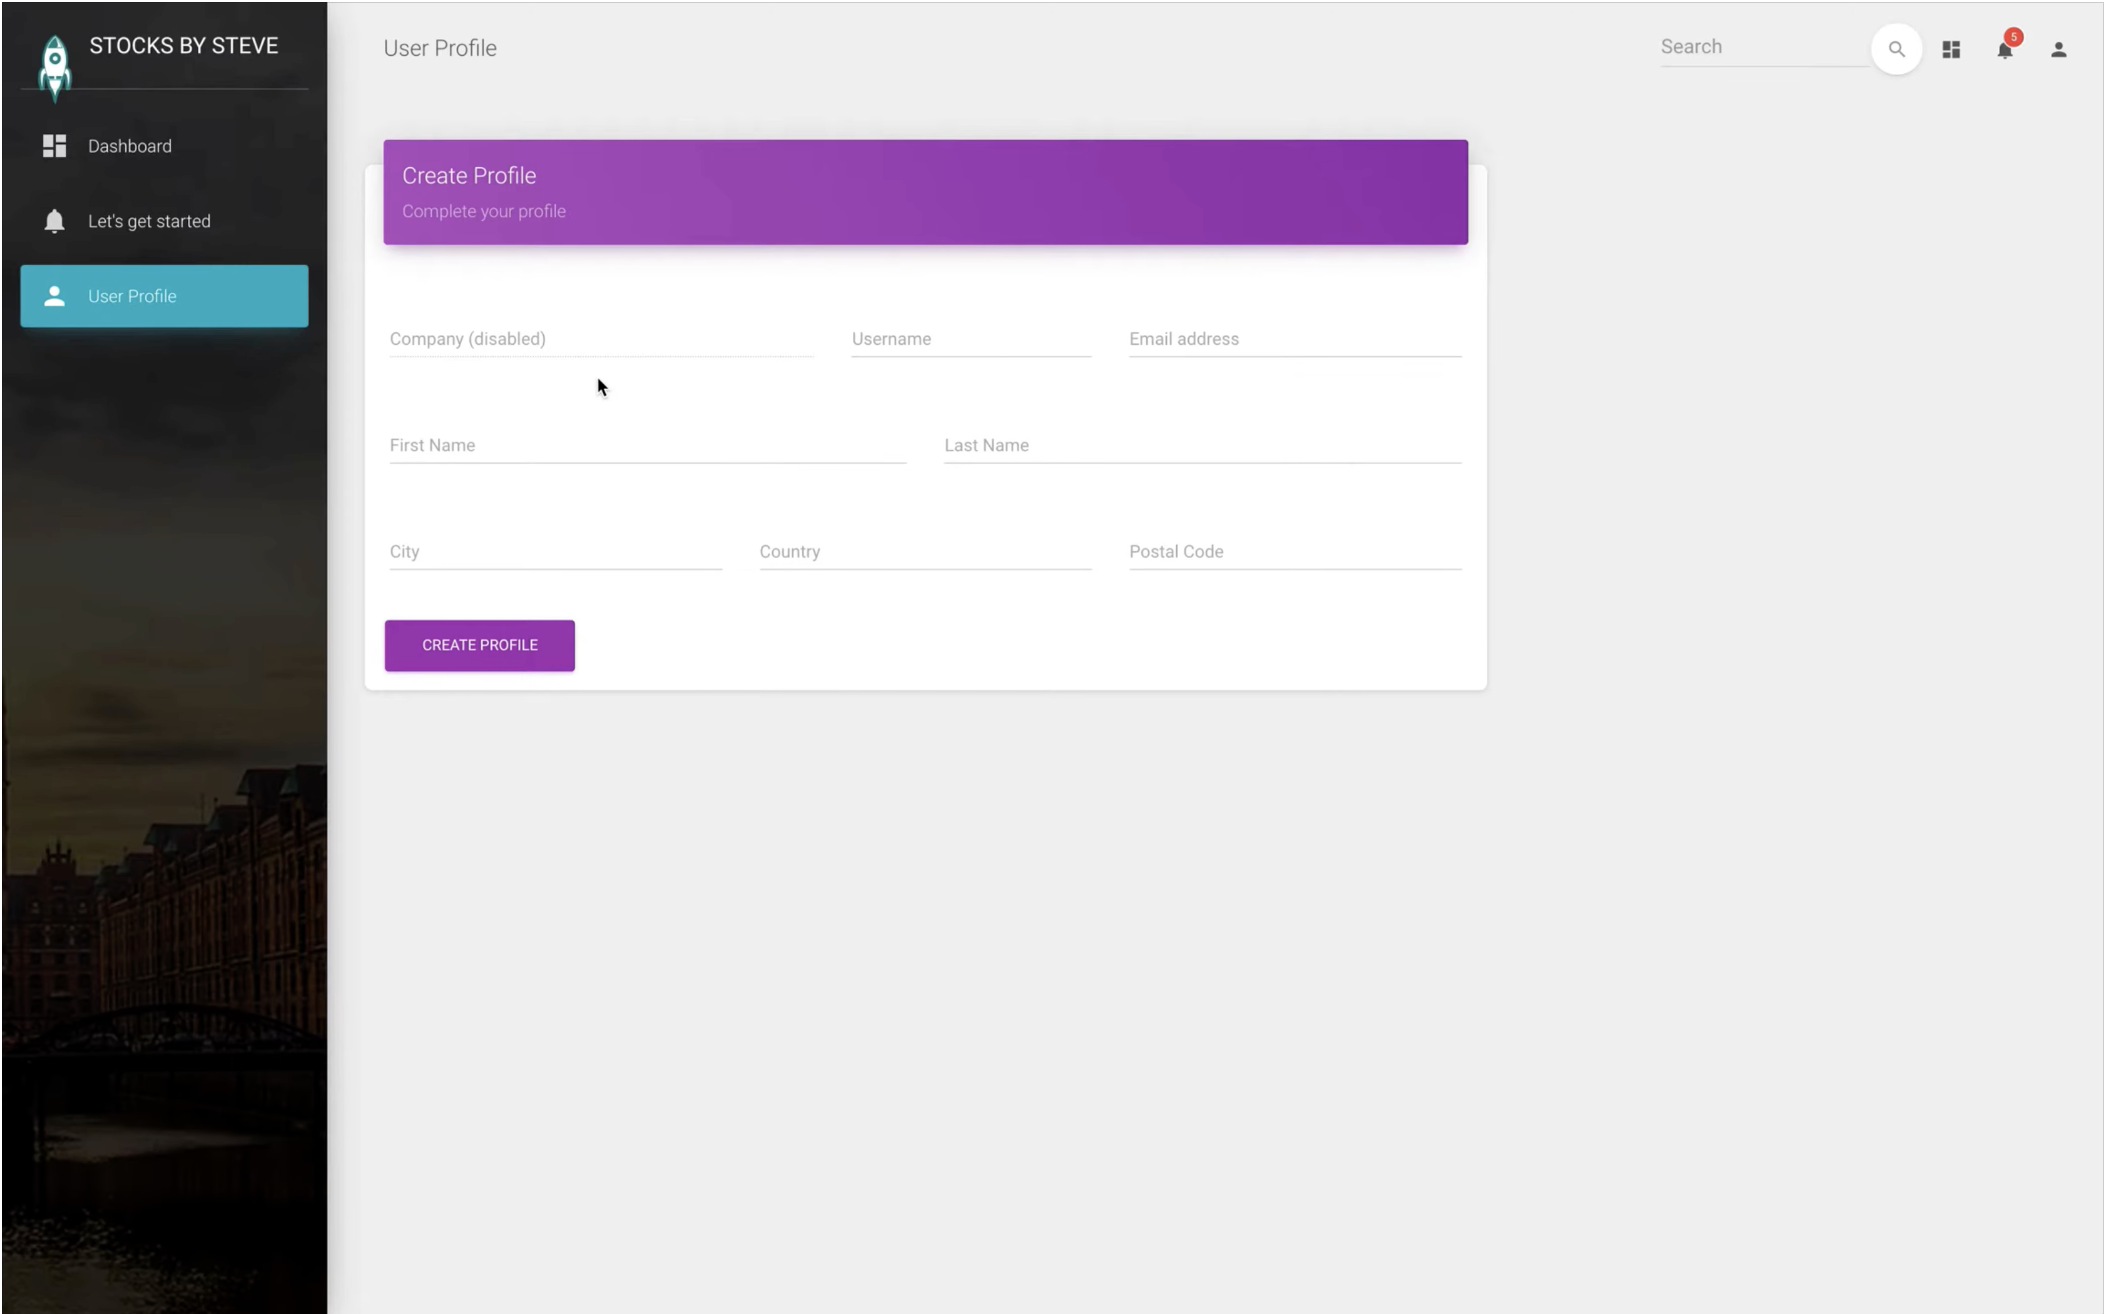 STOCKS BY STEVE
Dashboard
Let's get started
User Profile
User Profile
Search
5
Create Profile
Complete your profile
Company (disabled)
Username
Email address
First Name
Last Name
City
Country
Postal Code
CREATE PROFILE